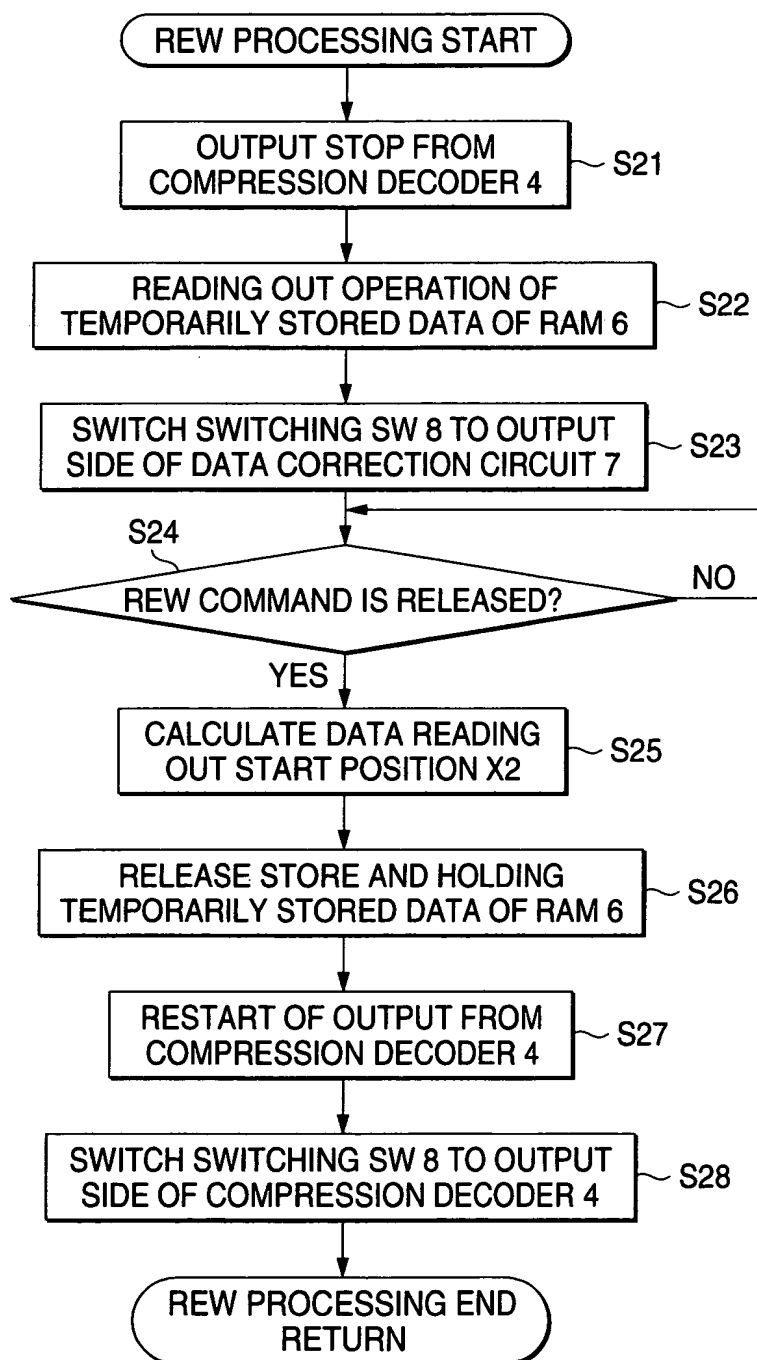 REW PROCESSING START
OUTPUT STOP FROM
COMPRESSION DECODER 4
S21
READING OUT OPERATION OF
TEMPORARILY STORED DATA OF RAM 6
S22
SWITCH SWITCHING SW 8 TO OUTPUT
SIDE OF DATA CORRECTION CIRCUIT 7
S23
S24
REW COMMAND IS RELEASED?
NO
YES
CALCULATE DATA READING
OUT START POSITION X2
S25
RELEASE STORE AND HOLDING
TEMPORARILY STORED DATA OF RAM 6
S26
RESTART OF OUTPUT FROM
COMPRESSION DECODER 4
S27
SWITCH SWITCHING SW 8 TO OUTPUT
SIDE OF COMPRESSION DECODER 4
S28
REW PROCESSING END
RETURN